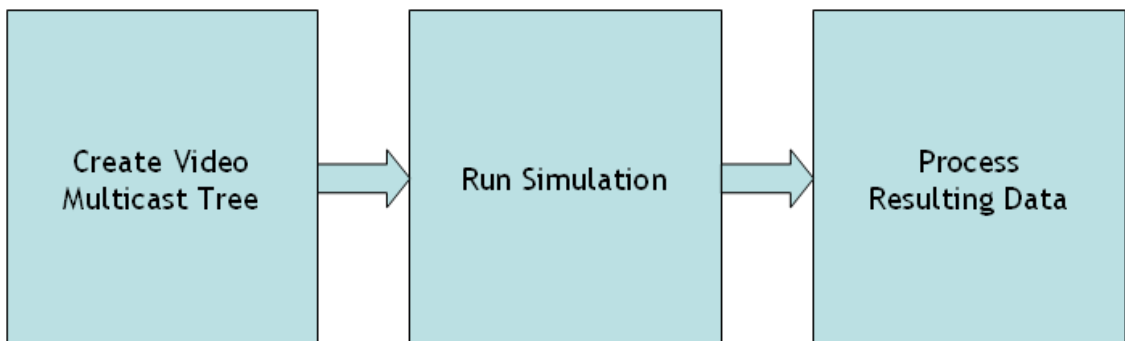 Create Video
Multicast Tree
Run Simulation
Process
Resulting Data